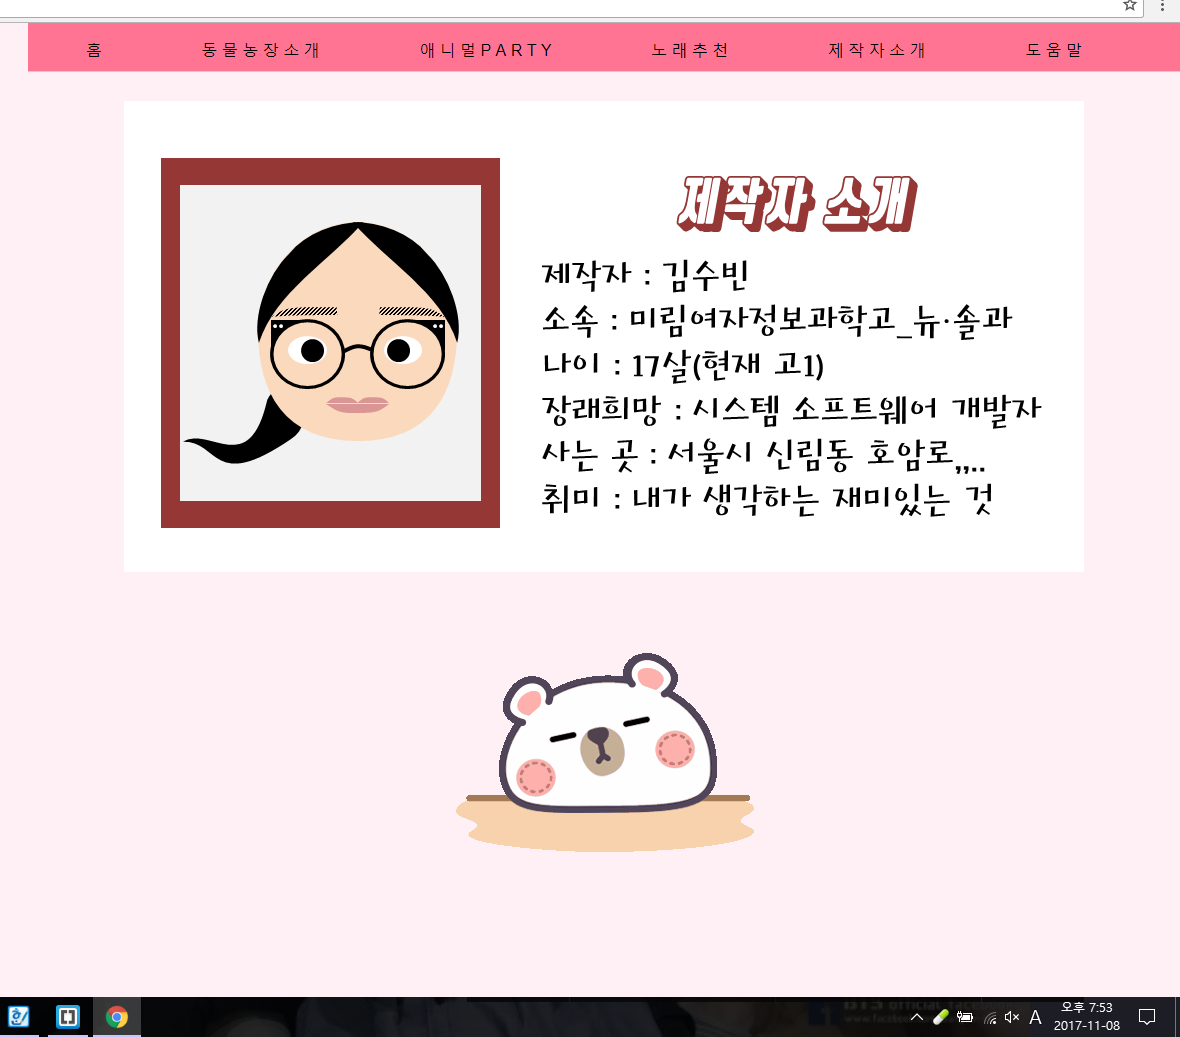 홈 동물농장소개 애니멀PARTY 노래추천 제작자소개 도움말
제작자 소개
제작자 : 김수빈
소속 : 미림여자정보과학고_뉴·솔과
나이 : 17살(현재 고1)
장래희망 : 시스템 소프트웨어 개발자
사는 곳 : 서울시 신림동 호암로,,..
취미 : 내가 생각하는 재미있는 것
A
오후 7:53
2017-11-08